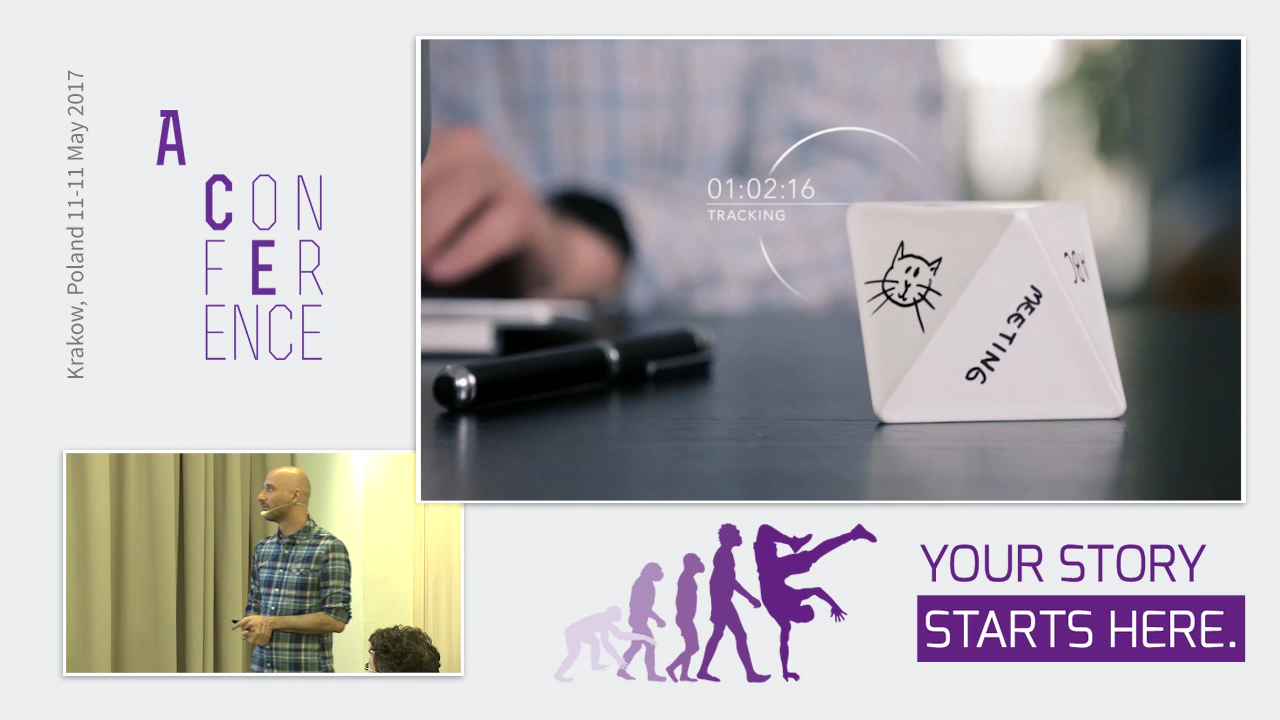 Krakow, Poland 11-11 May 2017
A
CON
FER
ENCE
01:02:16
TRACKING
MEETING
YOUR STORY
STARTS HERE.